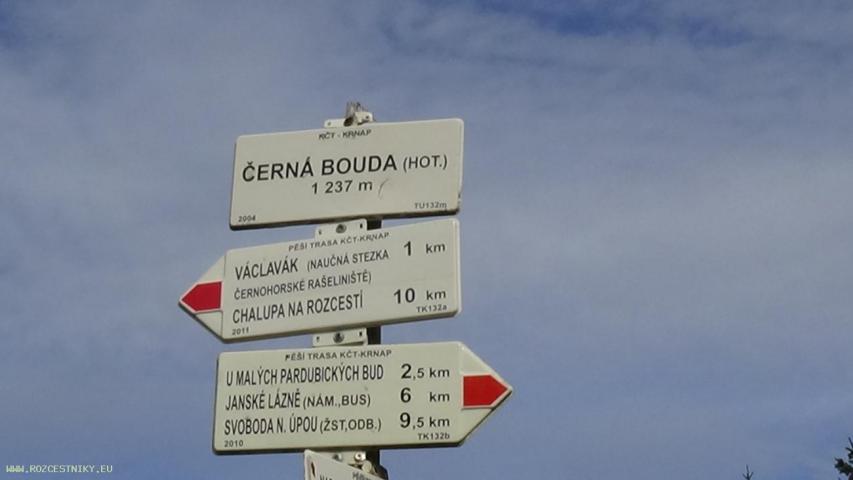 KČT - KRNAP
ČERNÁ BOUDA (HOT.)
1 237 m
2004 TU132m
PĚŠÍ TRASA KČT-KRNAP
VÁCLAVÁK (NAUČNÁ STEZKA 1 km
ČERNOHORSKÉ RAŠELINIŠTĚ)
CHALUPA NA ROZCESTÍ 10 km
2011 TK132a
PĚŠÍ TRASA KČT-KRNAP
U MALÝCH PARDUBICKÝCH BUD 2,5 km
JANSKÉ LÁZNĚ (NÁM.,BUS) 6 km
SVOBODA N. ÚPOU (ŽST,ODB.) 9,5 km
2010 TK132b
WWW.ROZCESTNIKY.EU